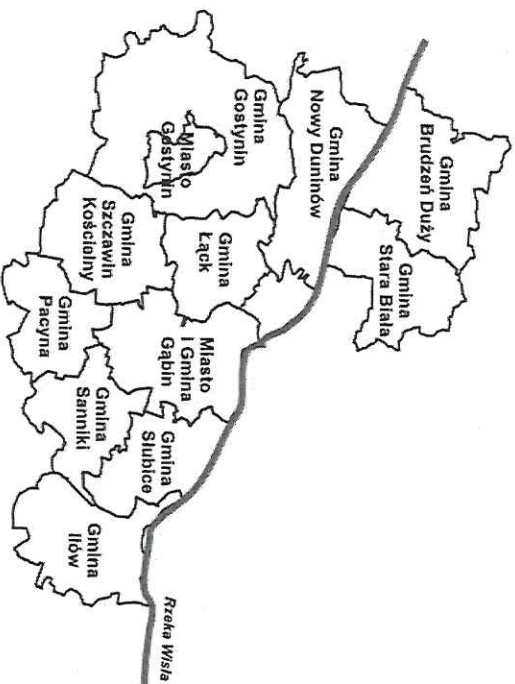 Gmina
Brudzeń Duży
Gmina
Stara Biała
Gmina
Nowy Duninów
Gmina
Gostynin
Miasto
Gostynin
Gmina
Łąck
Gmina
Szczawin
Kościelny
Miasto
i Gmina
Gąbin
Gmina
Pacyna
Gmina
Sanniki
Gmina
Słubice
Gmina
Iłów
Rzeka Wisła